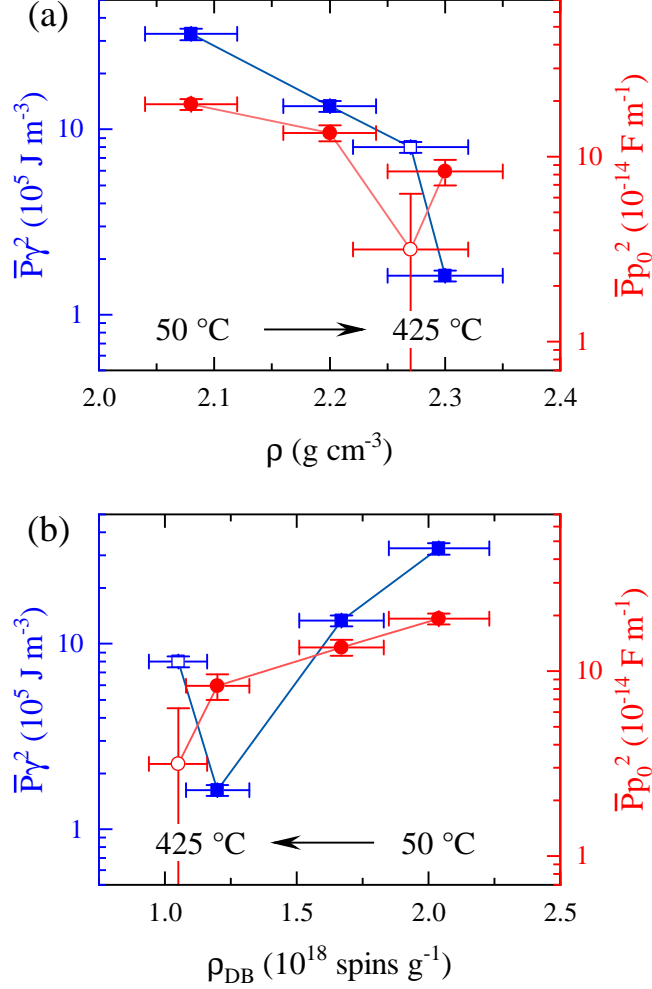 (a)
10
1
P̅γ² (10⁵ J m⁻³)
10
1
P̅p₀² (10⁻¹⁴ F m⁻¹)
50 °C
425 °C
2.0 2.1 2.2 2.3 2.4
ρ (g cm⁻³)
(b)
10
1
P̅γ² (10⁵ J m⁻³)
10
1
P̅p₀² (10⁻¹⁴ F m⁻¹)
425 °C
50 °C
1.0 1.5 2.0 2.5
ρDB (10¹⁸ spins g⁻¹)